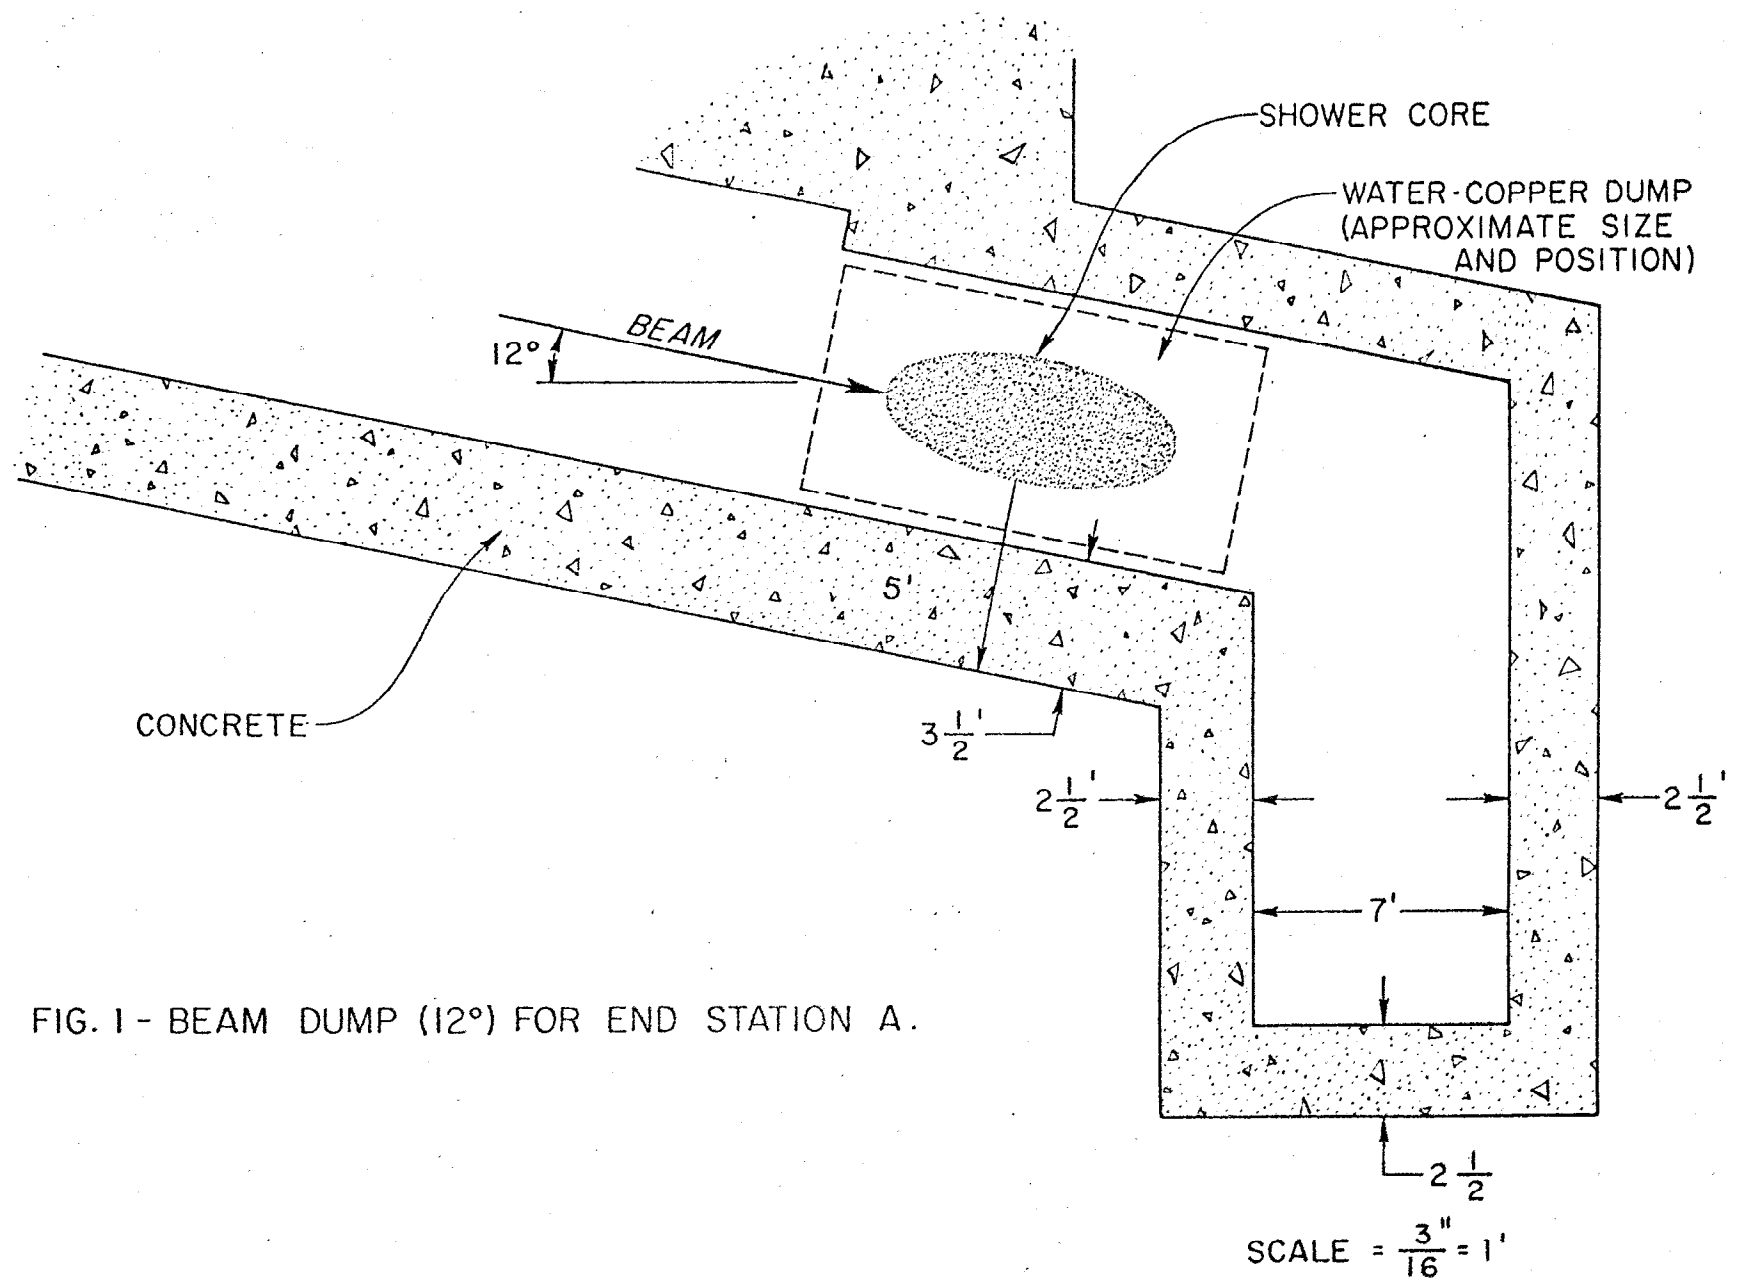 SHOWER CORE
WATER-COPPER DUMP
(APPROXIMATE SIZE
AND POSITION)
BEAM
12°
5'
CONCRETE
3 1/2'
2 1/2'
2 1/2'
7'
FIG. 1 - BEAM DUMP (12°) FOR END STATION A.
2 1/2
SCALE = 3/16" = 1'